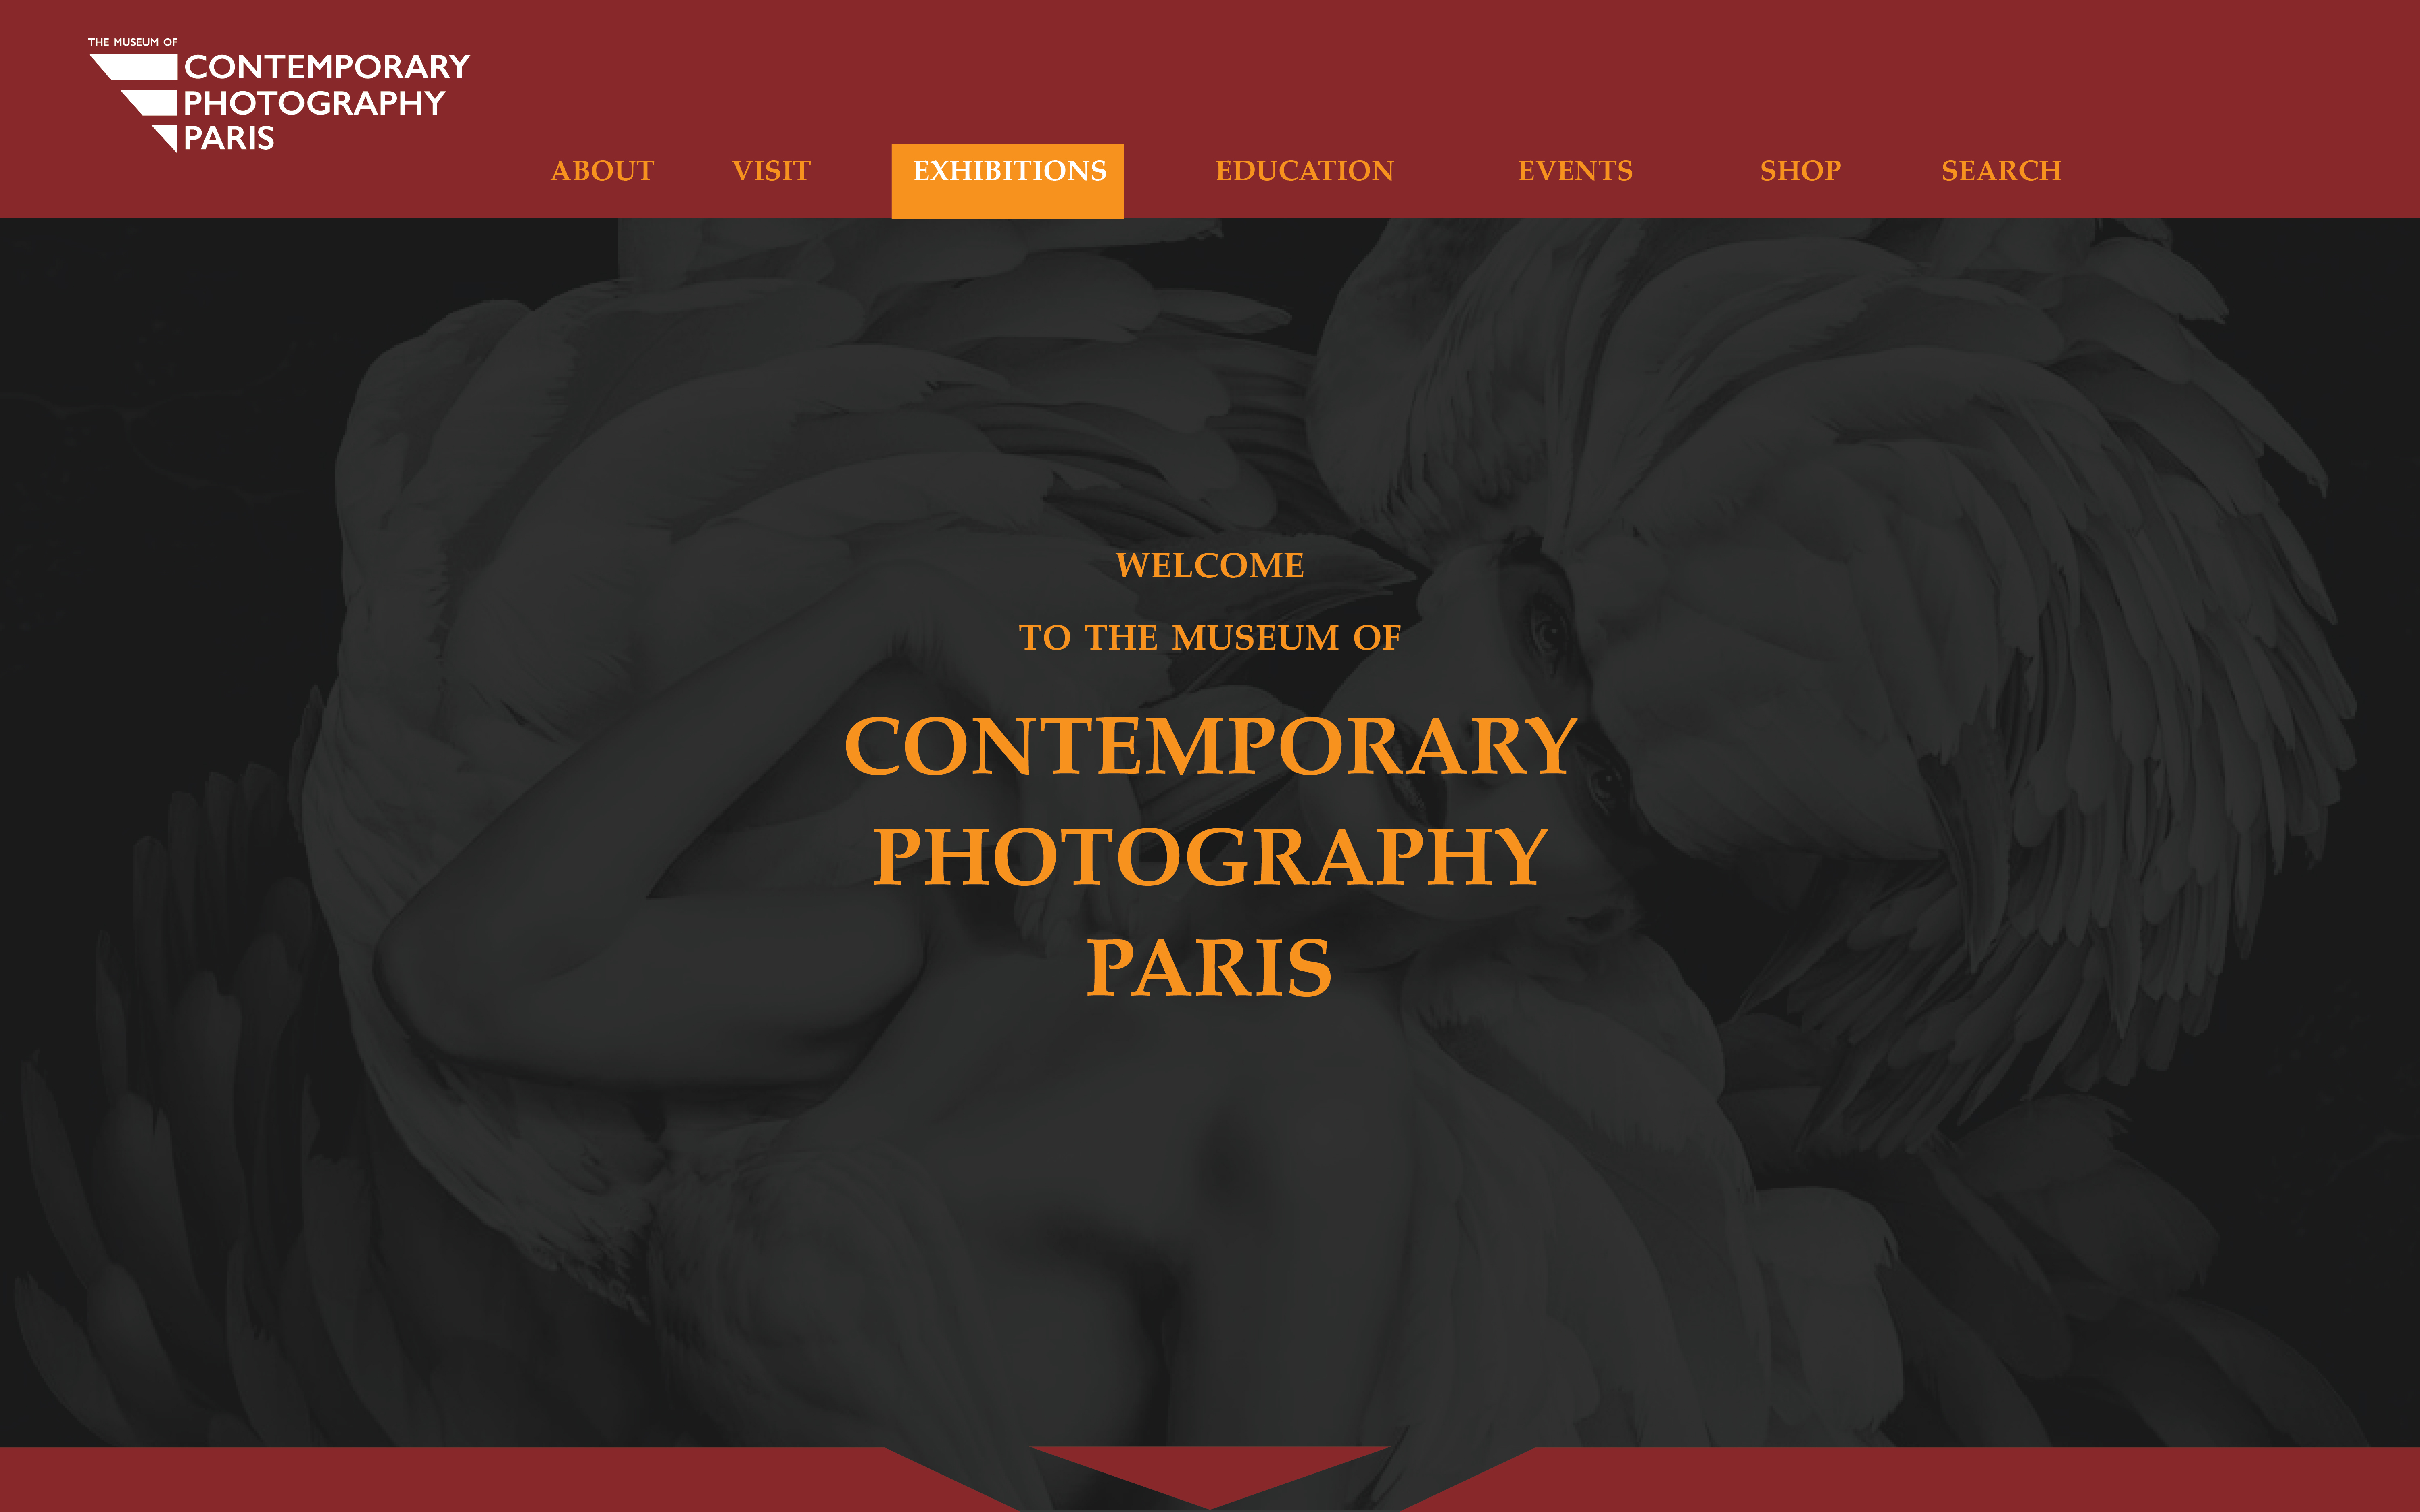 THE MUSEUM OF
CONTEMPORARY
PHOTOGRAPHY
PARIS
ABOUT VISIT EXHIBITIONS EDUCATION EVENTS SHOP SEARCH
WELCOME
TO THE MUSEUM OF
CONTEMPORARY
PHOTOGRAPHY
PARIS